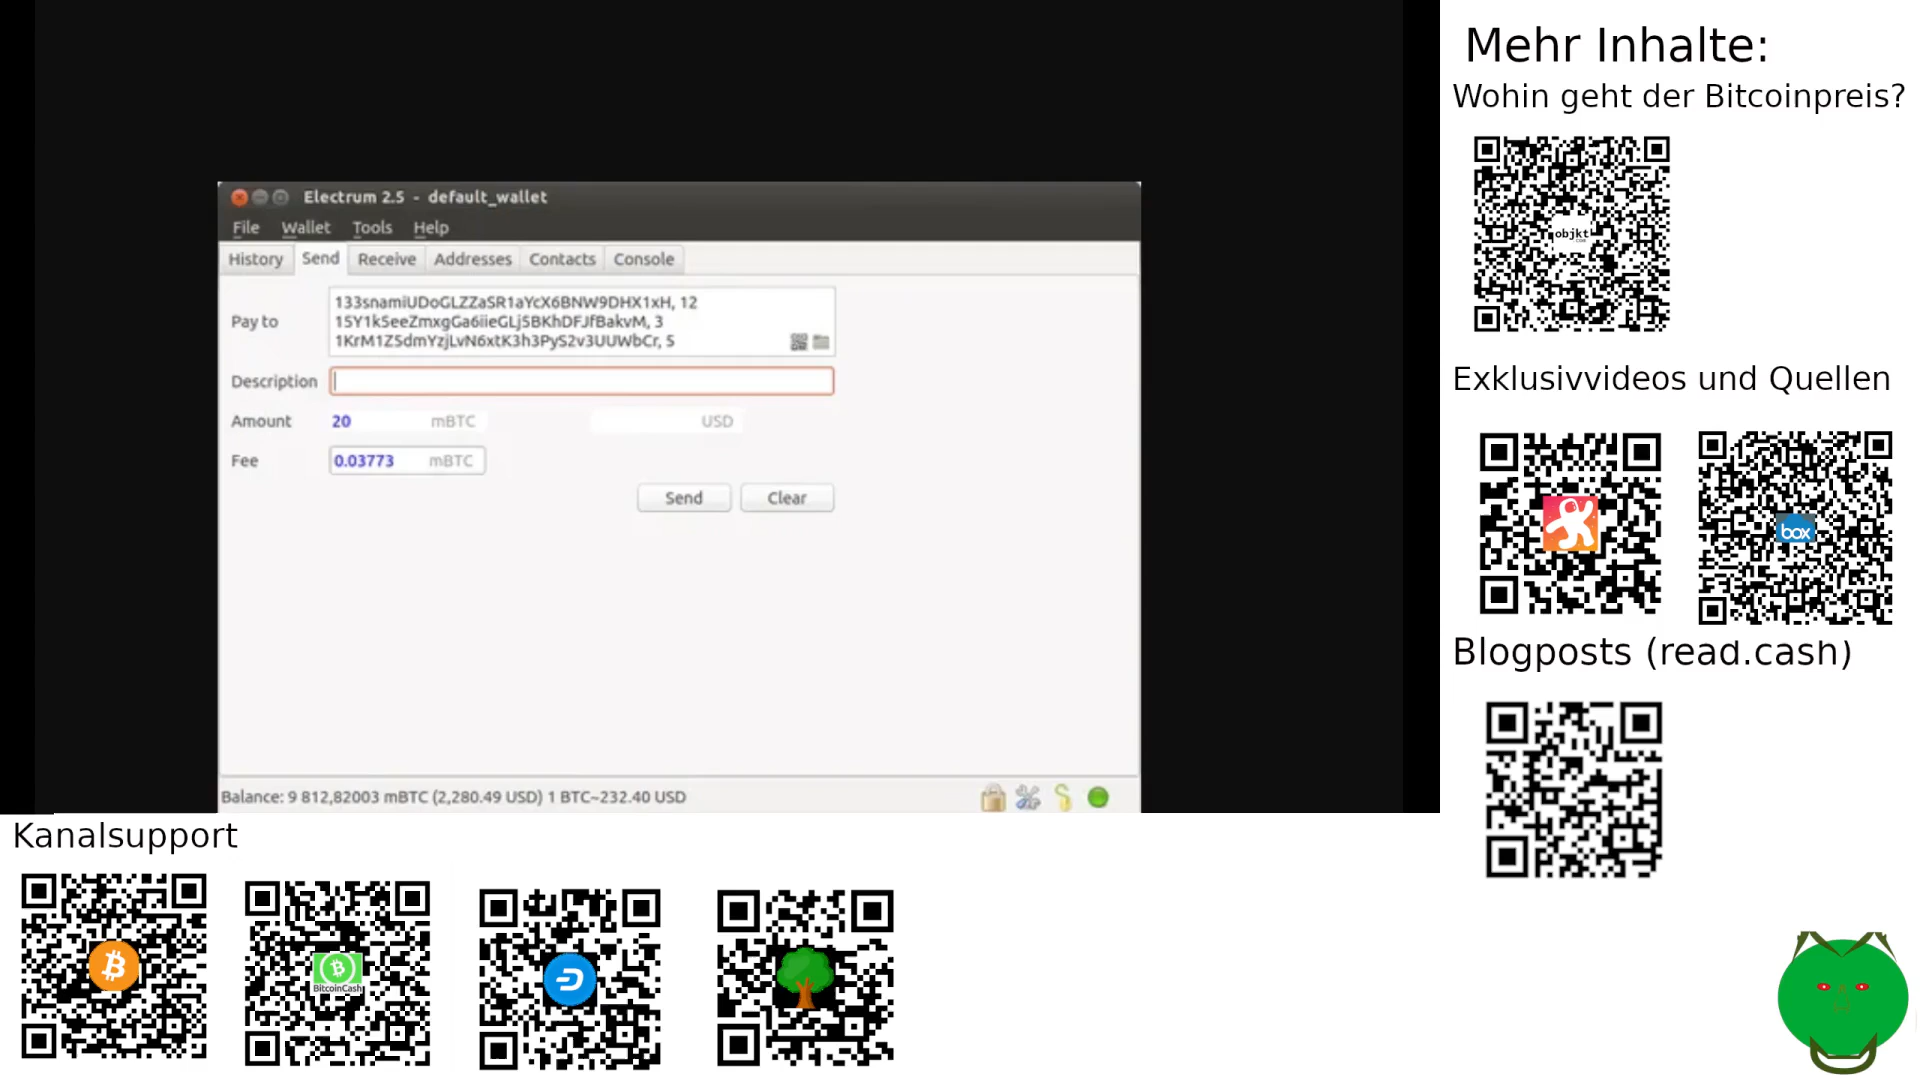 Electrum 2.5 - default_wallet
File Wallet Tools Help
History Send Receive Addresses Contacts Console
Pay to
133snamiUDoGLZZaSR1aYcX6BNW9DHX1xH, 12
15Y1k5eeZmxgGa6iieGLj5BKhDFJfBakvM, 3
1KrM1Z5dmYzjLvN6xtK3h3PyS2v3UUWbCr, 5
Description
Amount 20 mBTC USD
Fee 0.03773 mBTC
Send Clear
Balance: 9 812,82003 mBTC (2,280.49 USD) 1 BTC~232.40 USD
Mehr Inhalte:
Wohin geht der Bitcoinpreis?
objkt
Exklusivvideos und Quellen
box
Blogposts (read.cash)
Kanalsupport
BitcoinCash